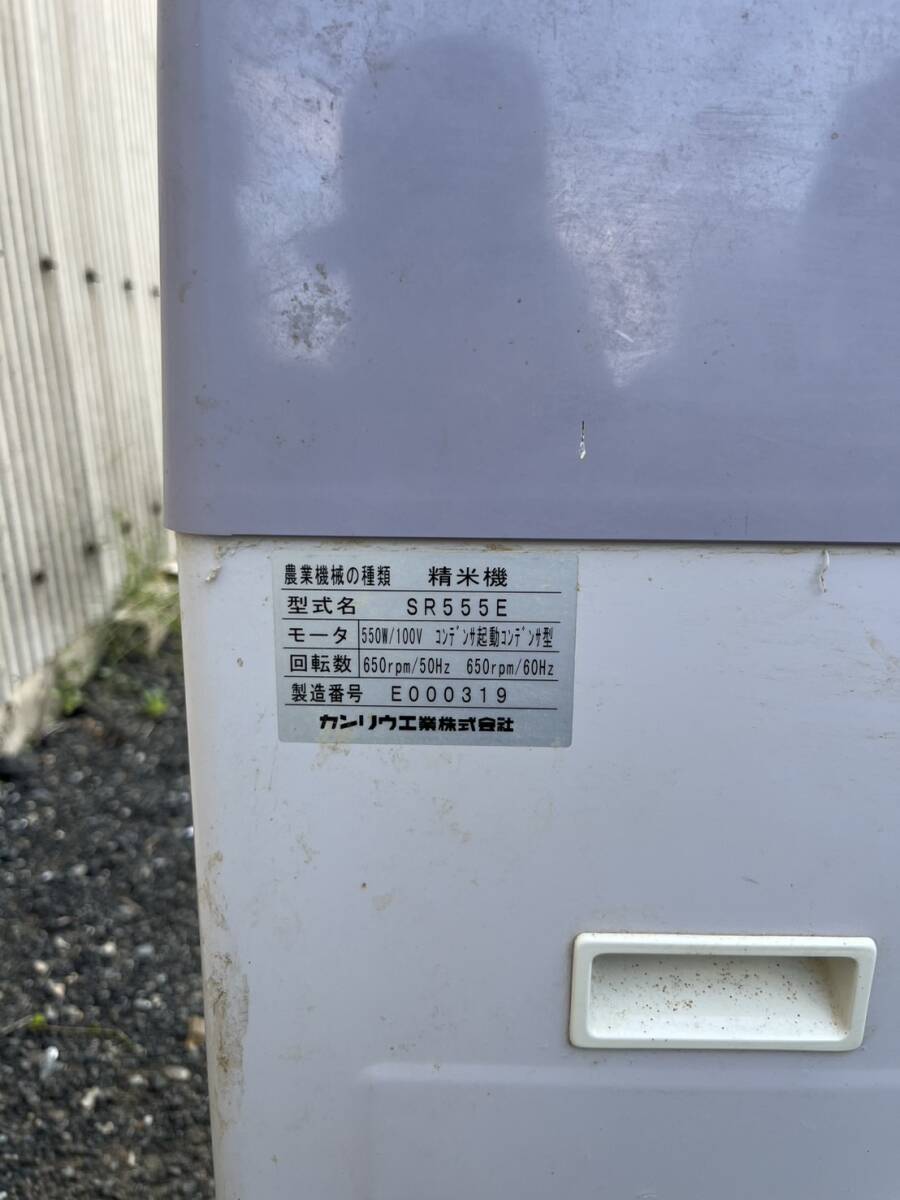 農業機械の種類 精米機
型式名 SR555E
モータ 550W/100V コンデンサ起動コンデンサ型
回転数 650rpm/50Hz 650rpm/60Hz
製造番号 E000319
カンリウ工業株式会社